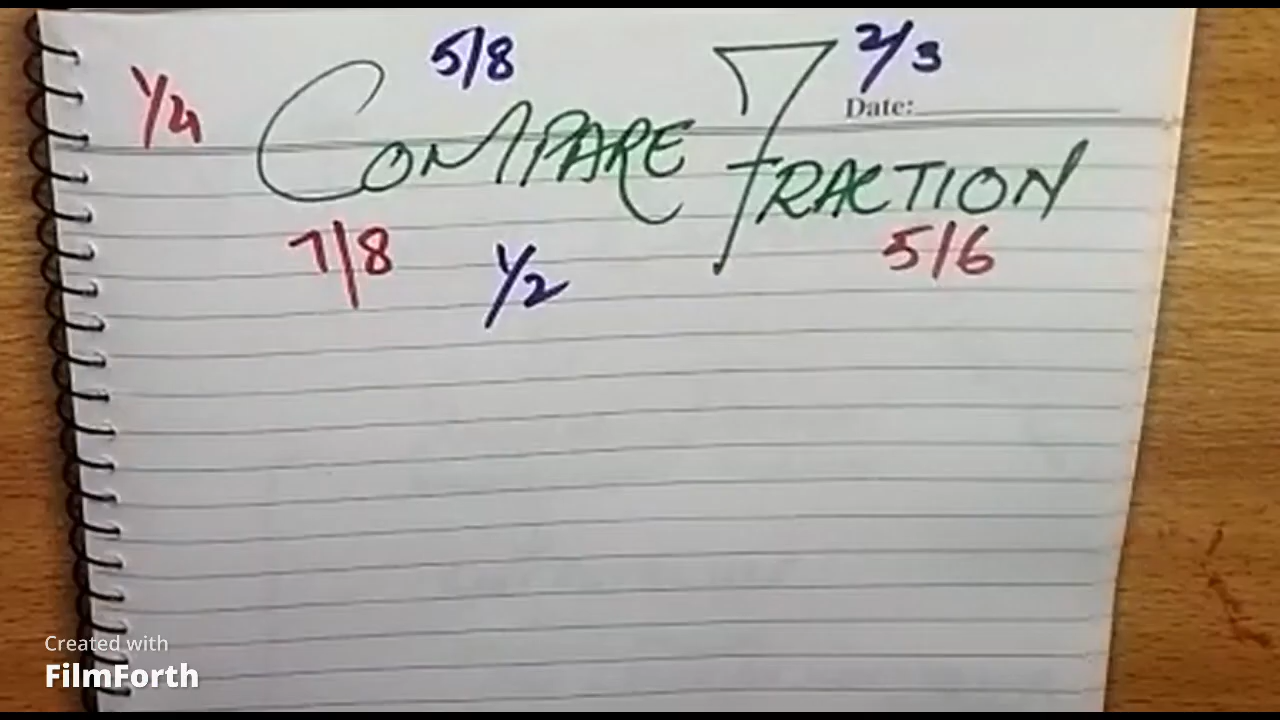 5/8 2/3
1/4
Date:
COMPARE FRACTION
7/8 1/2 5/6
Created with
FilmForth